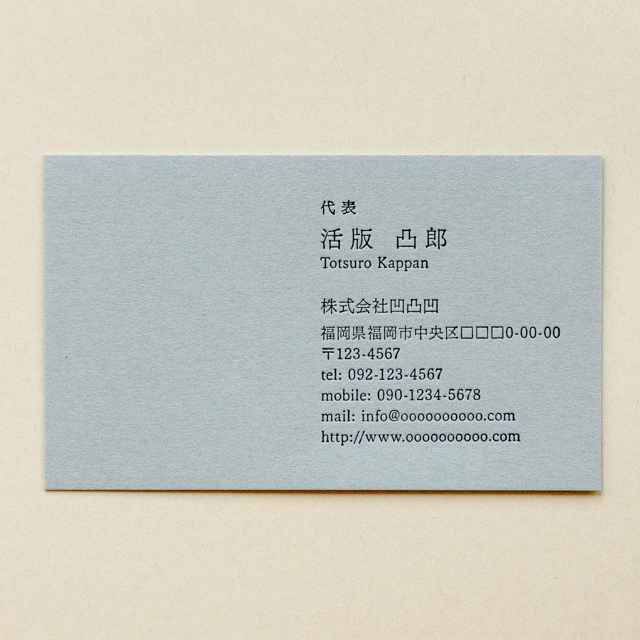 代表
活版 凸郎
Totsuro Kappan
株式会社凹凸凹
福岡県福岡市中央区□□□0-00-00
〒123-4567
tel: 092-123-4567
mobile: 090-1234-5678
mail: info@oooooooooo.com
http://www.oooooooooo.com